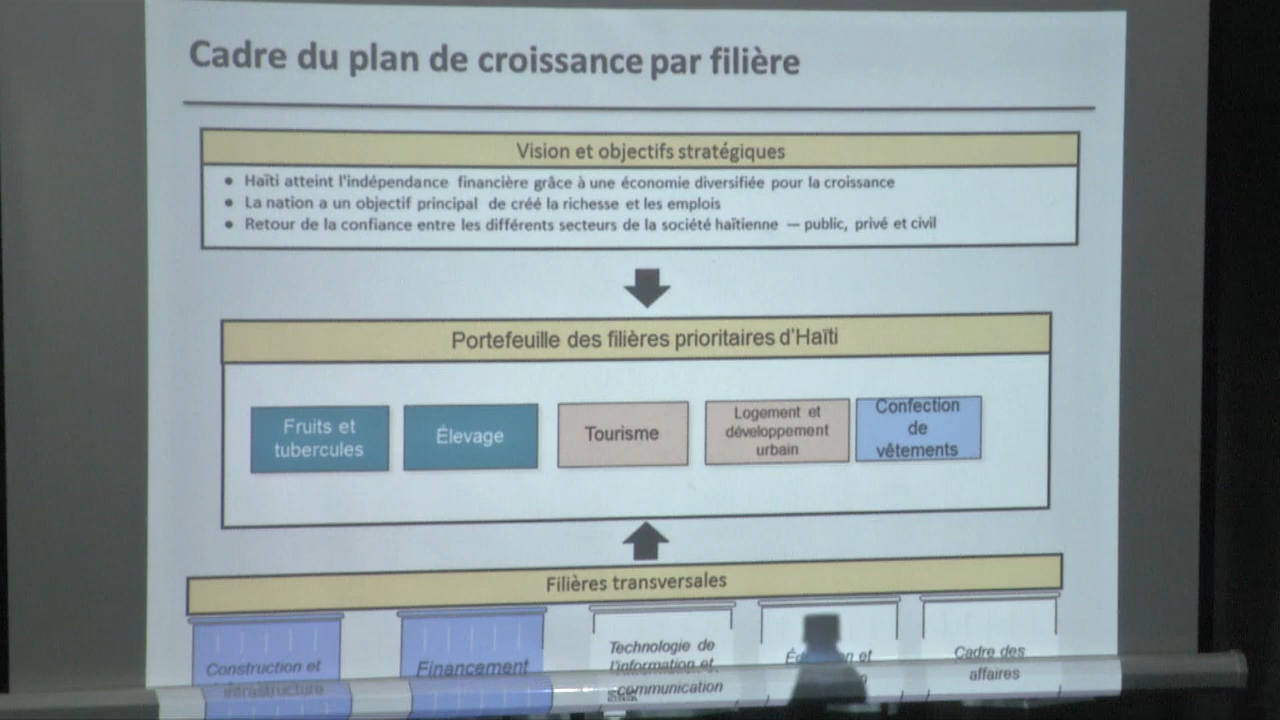 Cadre du plan de croissance par filière
Vision et objectifs stratégiques
• Haïti atteint l'indépendance financière grâce à une économie diversifiée pour la croissance
• La nation a un objectif principal de créé la richesse et les emplois
• Retour de la confiance entre les différents secteurs de la société haïtienne — public, privé et civil
Portefeuille des filières prioritaires d'Haïti
Fruits et
tubercules
Élevage
Tourisme
Logement et
développement
urbain
Confection
de
vêtements
Filières transversales
Construction et
infrastructure
Financement
Technologie de
l'information et
communication
et
Cadre des
affaires